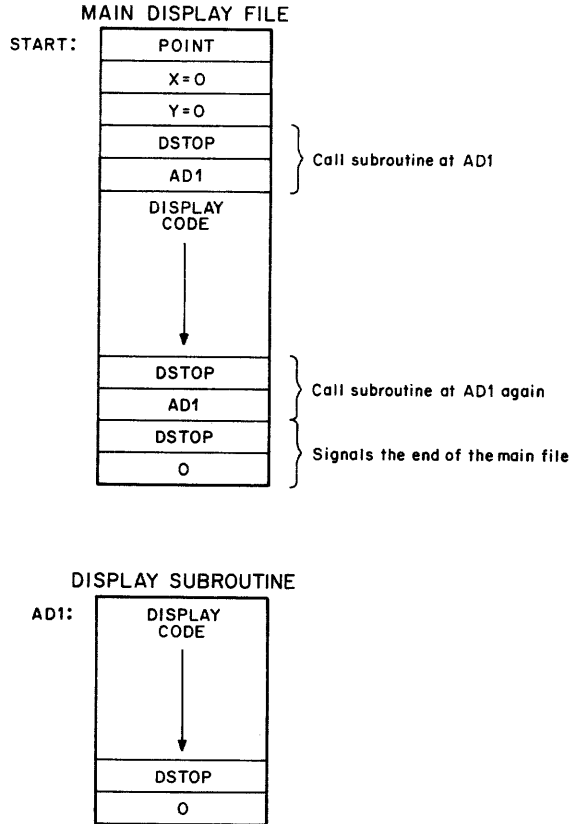 MAIN DISPLAY FILE
START:
POINT
X=0
Y=0
DSTOP
AD1
Call subroutine at AD1
DISPLAY
CODE
DSTOP
AD1
Call subroutine at AD1 again
DSTOP
0
Signals the end of the main file
DISPLAY SUBROUTINE
AD1:
DISPLAY
CODE
DSTOP
0